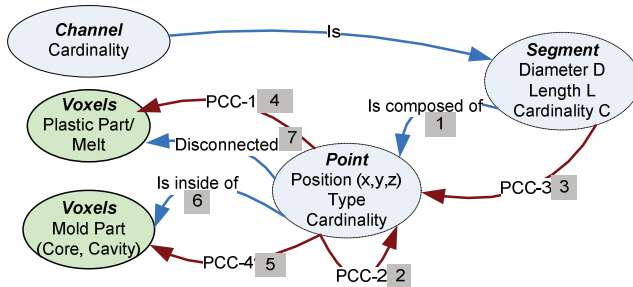 Channel
Cardinality
Is
Segment
Diameter D
Length L
Cardinality C
Voxels
Plastic Part/
Melt
PCC-1 4
Is composed of
1
Disconnected 7
Point
Position (x,y,z)
Type
Cardinality
PCC-3 3
Is inside of
6
Voxels
Mold Part
(Core, Cavity)
PCC-4 5
PCC-2 2